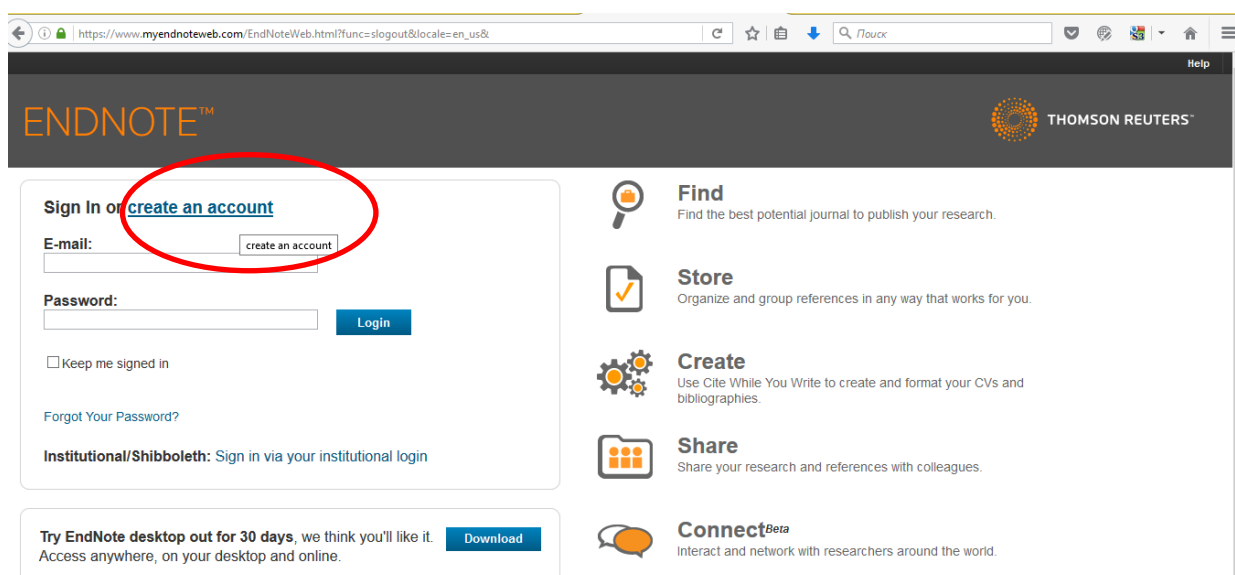 https://www.myendnoteweb.com/EndNoteWeb.html?func=slogout&locale=en_us&
Поиск
Help
ENDNOTE™
THOMSON REUTERS™
Sign In or create an account
E-mail:
create an account
Password:
Login
Keep me signed in
Forgot Your Password?
Institutional/Shibboleth: Sign in via your institutional login
Try EndNote desktop out for 30 days, we think you'll like it.
Access anywhere, on your desktop and online.
Download
Find
Find the best potential journal to publish your research.
Store
Organize and group references in any way that works for you.
Create
Use Cite While You Write to create and format your CVs and
bibliographies.
Share
Share your research and references with colleagues.
Connect Beta
Interact and network with researchers around the world.